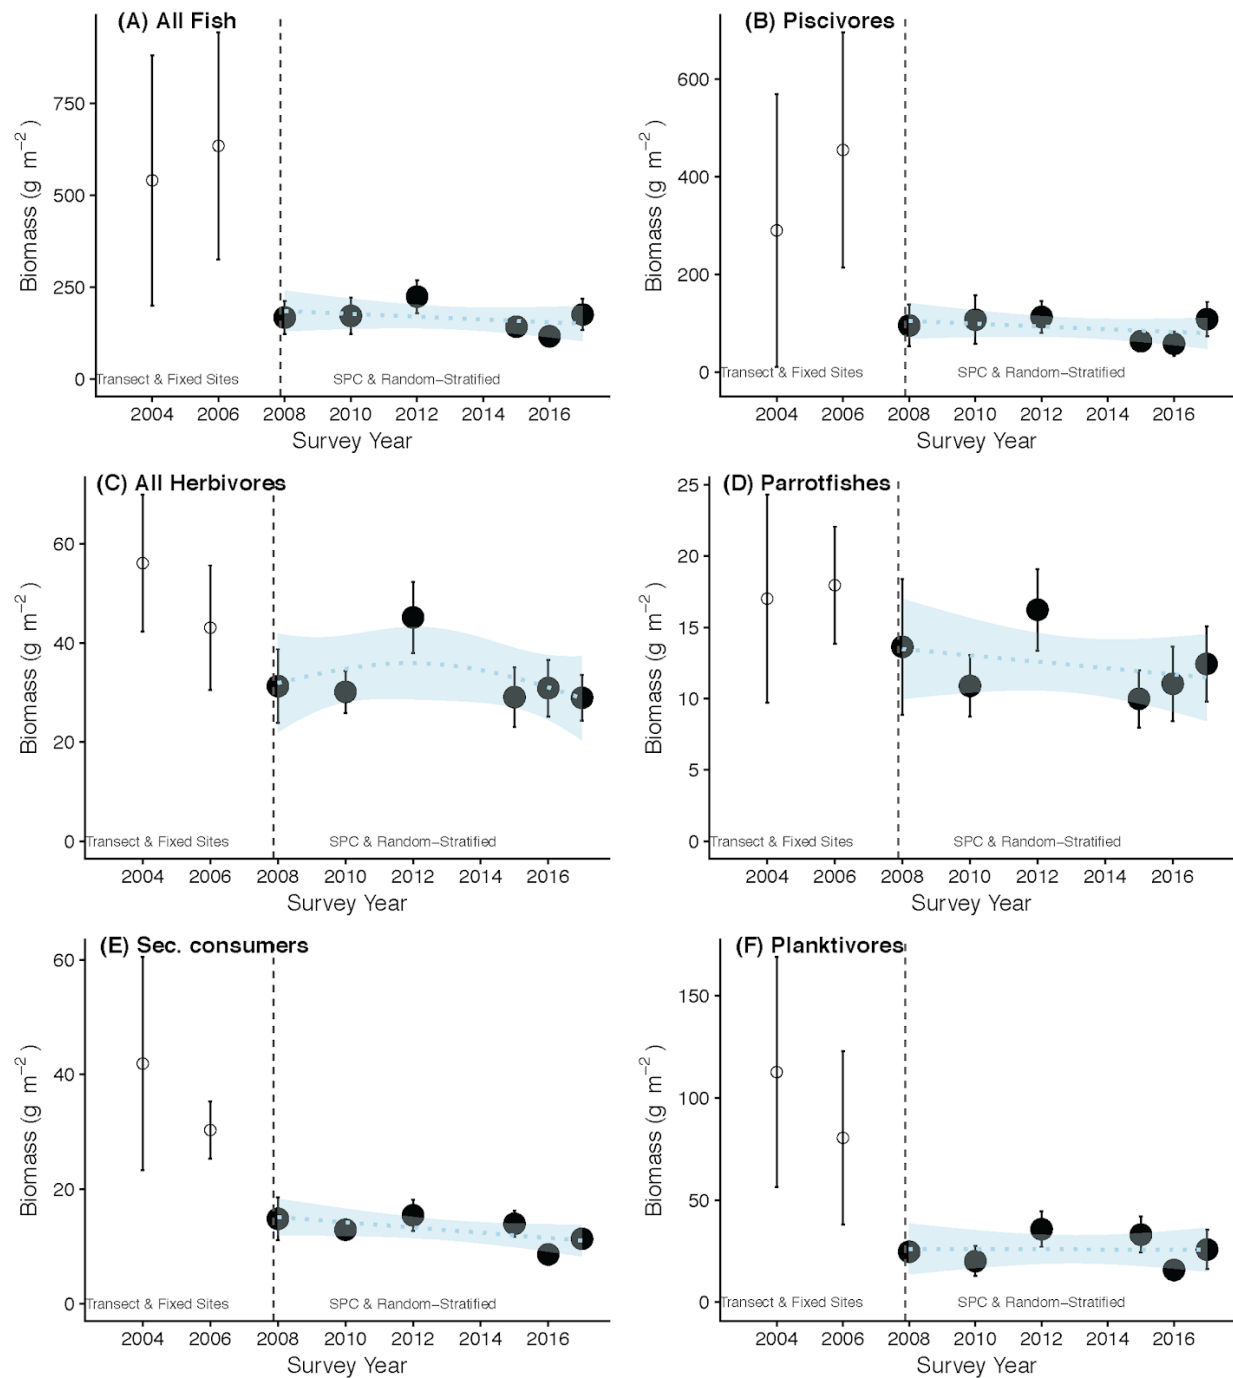 (A) All Fish
Biomass (g m−2)
750
500
250
0
Transect & Fixed Sites
SPC & Random−Stratified
2004 2006 2008 2010 2012 2014 2016
Survey Year
(B) Piscivores
Biomass (g m−2)
600
400
200
0
Transect & Fixed Sites
SPC & Random−Stratified
2004 2006 2008 2010 2012 2014 2016
Survey Year
(C) All Herbivores
Biomass (g m−2)
60
40
20
0
Transect & Fixed Sites
SPC & Random−Stratified
2004 2006 2008 2010 2012 2014 2016
Survey Year
(D) Parrotfishes
Biomass (g m−2)
25
20
15
10
5
0
Transect & Fixed Sites
SPC & Random−Stratified
2004 2006 2008 2010 2012 2014 2016
Survey Year
(E) Sec. consumers
Biomass (g m−2)
60
40
20
0
Transect & Fixed Sites
SPC & Random−Stratified
2004 2006 2008 2010 2012 2014 2016
Survey Year
(F) Planktivores
Biomass (g m−2)
150
100
50
0
Transect & Fixed Sites
SPC & Random−Stratified
2004 2006 2008 2010 2012 2014 2016
Survey Year